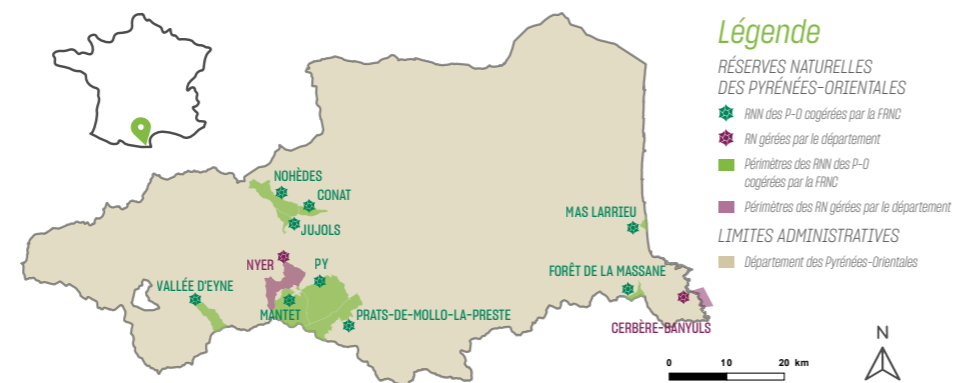 Légende
RÉSERVES NATURELLES
DES PYRÉNÉES-ORIENTALES
RNN des P-O cogérées par la FRNC
RN gérées par le département
Périmètres des RNN des P-O
cogérées par la FRNC
Périmètres des RN gérées par le département
LIMITES ADMINISTRATIVES
Département des Pyrénées-Orientales
NOHÈDES
CONAT
JUJOLS
MAS LARRIEU
NYER
PY
FORÊT DE LA MASSANE
VALLÉE D'EYNE
MANTET
PRATS-DE-MOLLO-LA-PRESTE
CERBÈRE-BANYULS
N
0 10 20 km